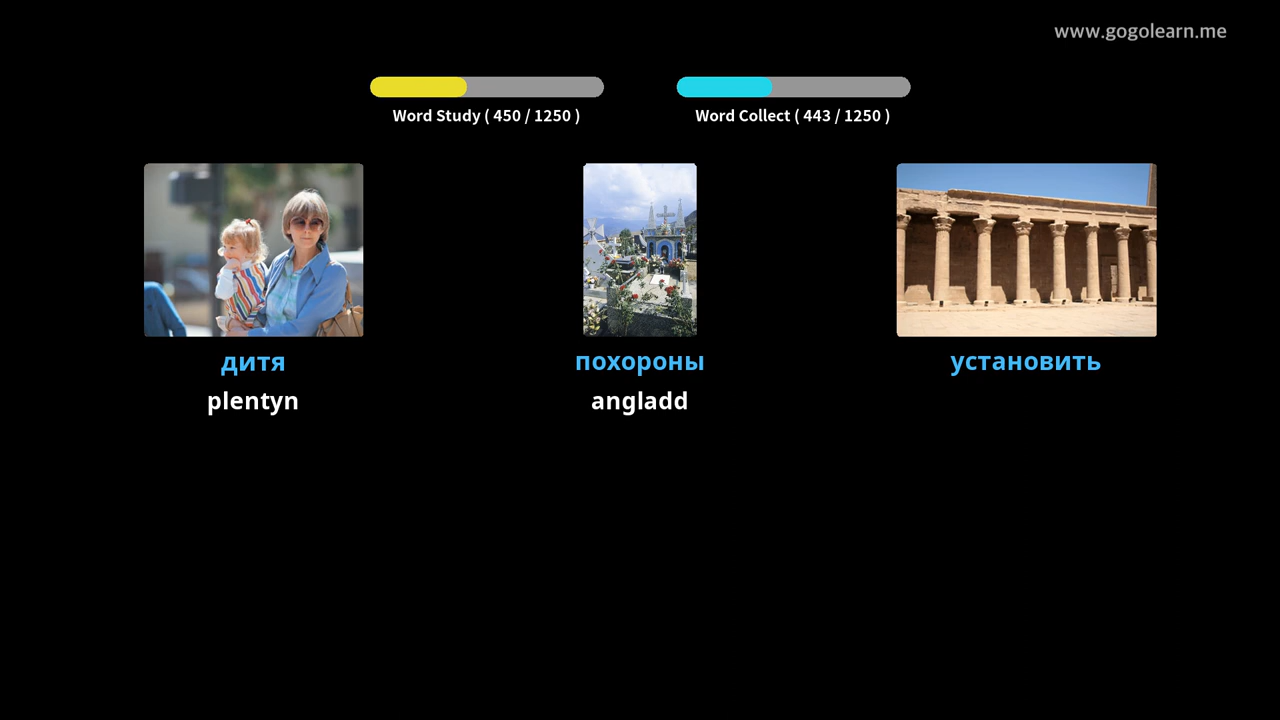 www.gogolearn.me
Word Study ( 450 / 1250 )
Word Collect ( 443 / 1250 )
дитя
похороны
установить
plentyn
angladd